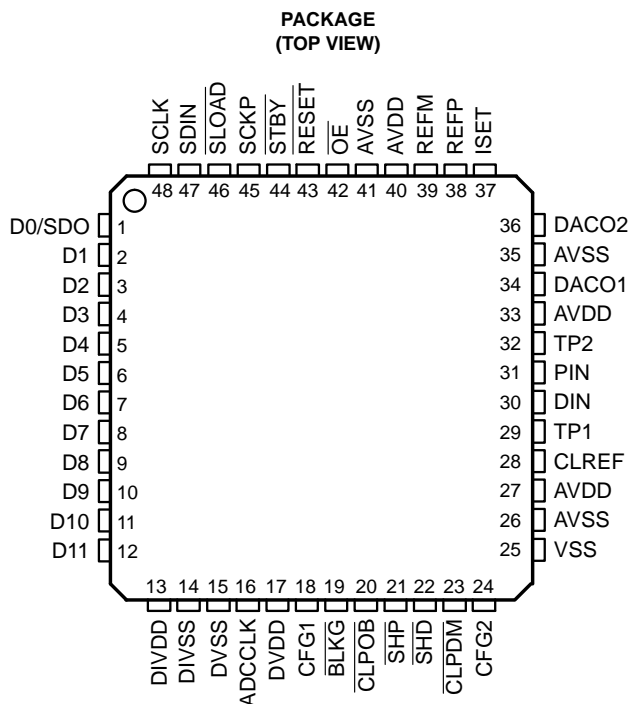 PACKAGE
(TOP VIEW)
SCLK
SDIN
SLOAD
SCKP
STBY
RESET
OE
AVSS
AVDD
REFM
REFP
ISET
48 47 46 45 44 43 42 41 40 39 38 37
D0/SDO 1
D1 2
D2 3
D3 4
D4 5
D5 6
D6 7
D7 8
D8 9
D9 10
D10 11
D11 12
36 DACO2
35 AVSS
34 DACO1
33 AVDD
32 TP2
31 PIN
30 DIN
29 TP1
28 CLREF
27 AVDD
26 AVSS
25 VSS
13 14 15 16 17 18 19 20 21 22 23 24
DIVDD
DIVSS
DVSS
ADCCLK
DVDD
CFG1
BLKG
CLPOB
SHP
SHD
CLPDM
CFG2